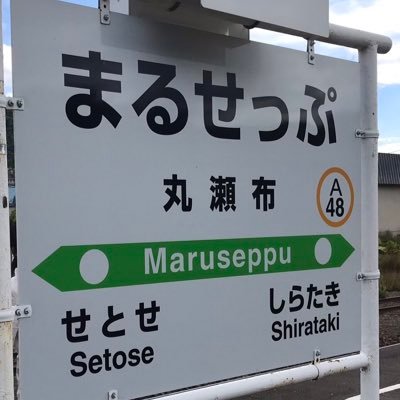 まるせっぷ
丸瀬布
A
48
Maruseppu
せとせ
Setose
しらたき
Shirataki